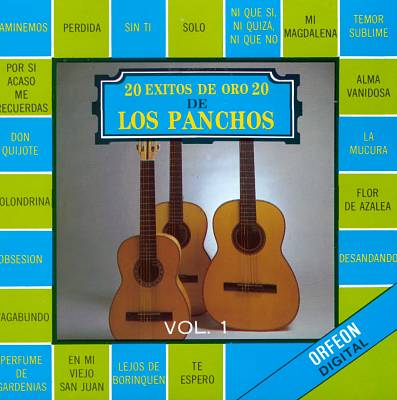 AMINEMOS
PERDIDA
SIN TI
SOLO
NI QUE SI,
NI QUIZA,
NI QUE NO
MI
MAGDALENA
TEMOR
SUBLIME
POR SI
ACASO
ME
RECUERDAS
20 EXITOS DE ORO 20
DE
LOS PANCHOS
ALMA
VANIDOSA
DON
QUIJOTE
LA
MUCURA
OLONDRINA
FLOR
DE AZALEA
OBSESION
DESANDANDO
VAGABUNDO
VOL. 1
ORFEON
DIGITAL
PERFUME
DE
GARDENIAS
EN MI
VIEJO
SAN JUAN
LEJOS DE
BORINQUEN
TE
ESPERO